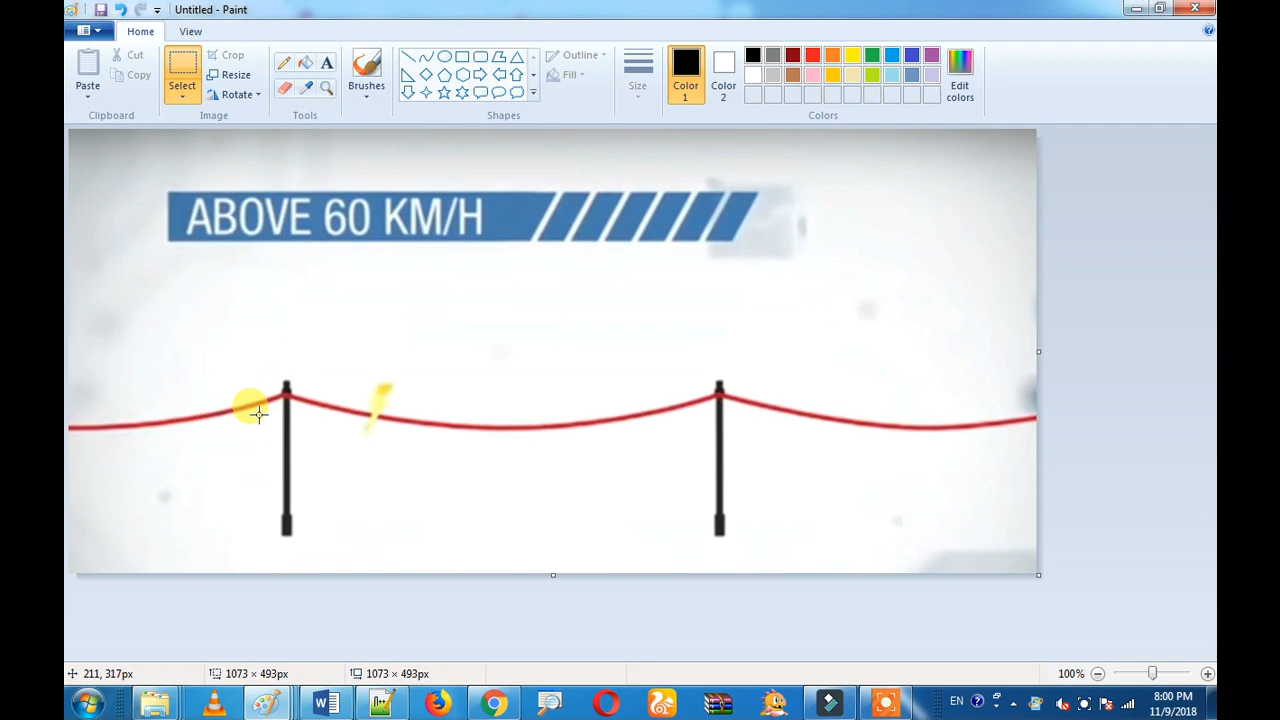 Untitled - Paint
Home View
Paste
Cut
Copy
Clipboard
Select
Crop
Resize
Rotate
Image
Tools
Brushes
Shapes
Outline
Fill
Size
Color 1
Color 2
Edit colors
Colors
ABOVE 60 KM/H
211, 317px
1073 × 493px
1073 × 493px
100%
EN
8:00 PM
11/9/2018